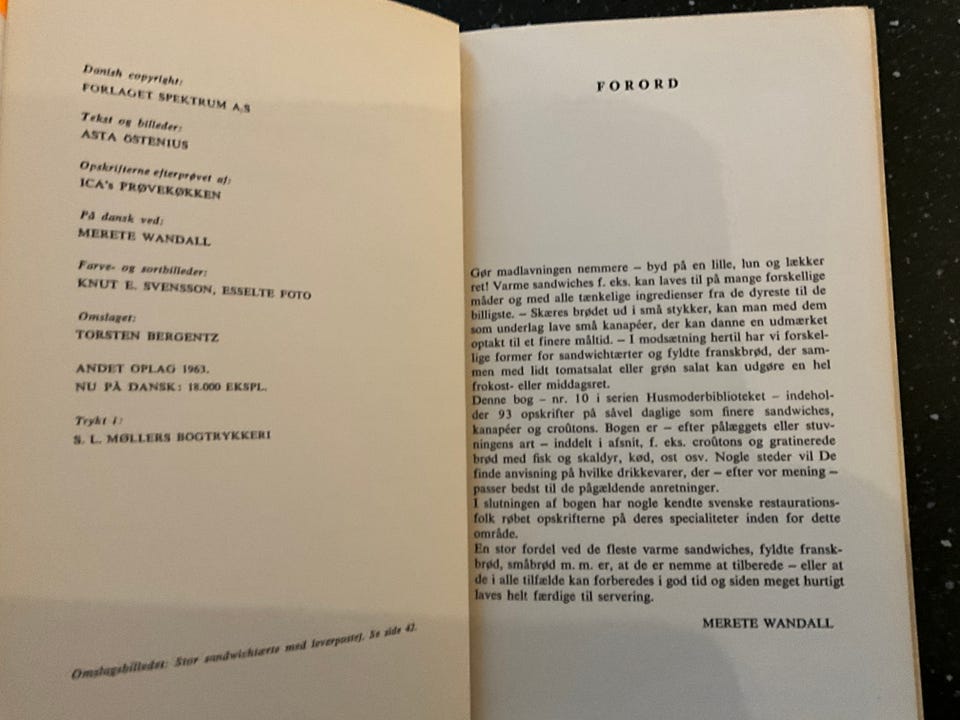 Danish copyright:
FORLAGET SPEKTRUM A.S
Tekst og billeder:
ASTA ÖSTENIUS
Opskrifterne efterprøvet af:
ICA's PRØVEKØKKEN
På dansk ved:
MERETE WANDALL
Farve- og sortbilleder:
KNUT E. SVENSSON, ESSELTE FOTO
Omslaget:
TORSTEN BERGENTZ
ANDET OPLAG 1963.
NU PÅ DANSK: 18.000 EKSPL.
Trykt i:
S. L. MØLLERS BOGTRYKKERI
Omslagsbilledet: Stor sandwichtærte med leverpostej. Se side 42.
FORORD
Gør madlavningen nemmere – byd på en lille, lun og lækker
ret! Varme sandwiches f. eks. kan laves til på mange forskellige
måder og med alle tænkelige ingredienser fra de dyreste til de
billigste. – Skæres brødet ud i små stykker, kan man med dem
som underlag lave små kanapéer, der kan danne en udmærket
optakt til et finere måltid. – I modsætning hertil har vi forskel-
lige former for sandwichtærter og fyldte franskbrød, der sam-
men med lidt tomatsalat eller grøn salat kan udgøre en hel
frokost- eller middagsret.
Denne bog – nr. 10 i serien Husmoderbiblioteket – indehol-
der 93 opskrifter på såvel daglige som finere sandwiches,
kanapéer og croûtons. Bogen er – efter pålæggets eller stuv-
ningens art – inddelt i afsnit, f. eks. croûtons og gratinerede
brød med fisk og skaldyr, kød, ost osv. Nogle steder vil De
finde anvisning på hvilke drikkevarer, der – efter vor mening –
passer bedst til de pågældende anretninger.
I slutningen af bogen har nogle kendte svenske restaurations-
folk røbet opskrifterne på deres specialiteter inden for dette
område.
En stor fordel ved de fleste varme sandwiches, fyldte fransk-
brød, småbrød m. m. er, at de er nemme at tilberede – eller at
de i alle tilfælde kan forberedes i god tid og siden meget hurtigt
laves helt færdige til servering.
MERETE WANDALL